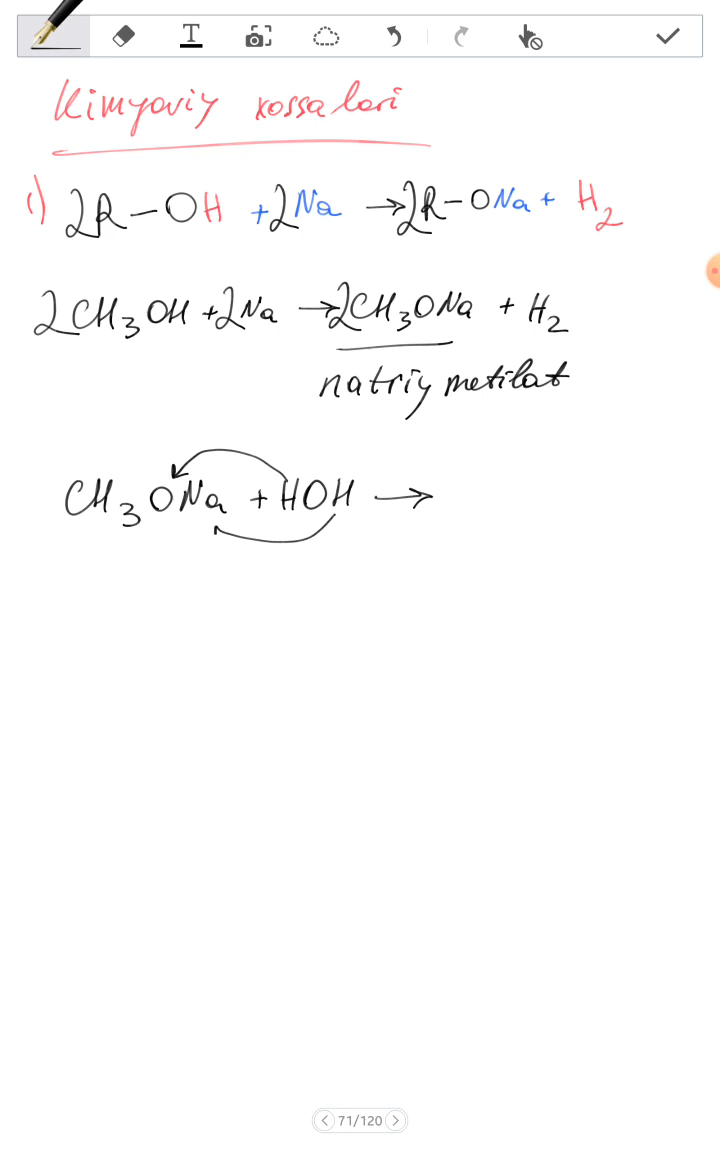 T
Kimyoviy xossalari
1) 2R-OH +2Na →2R-ONa + H2
2CH3OH +2Na →2CH3ONa + H2
natriy metilat
CH3ONa + HOH →
71/120